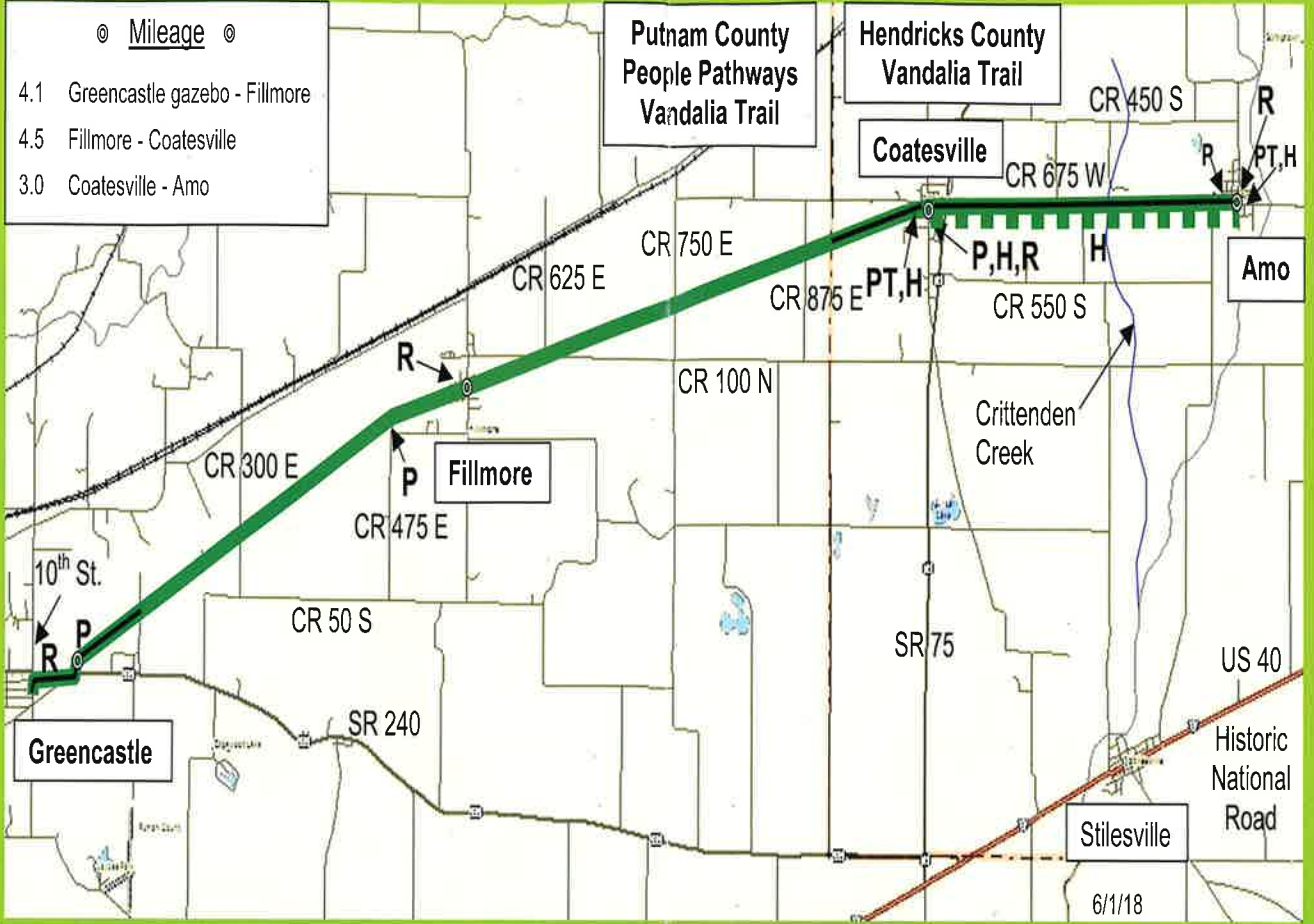 ◎ Mileage ◎
4.1 Greencastle gazebo - Fillmore
4.5 Fillmore - Coatesville
3.0 Coatesville - Amo
Putnam County
People Pathways
Vandalia Trail
Hendricks County
Vandalia Trail
CR 450 S
R
Coatesville
CR 675 W
P
PT,H
CR 750 E
CR 625 E
CR 875 E
PT,H
P,H,R
H
Amo
CR 550 S
R
CR 100 N
Crittenden
Creek
Fillmore
CR 300 E
P
Fillmore
CR 475 E
10th St.
P
R
CR 50 S
SR 75
US 40
SR 240
Greencastle
Historic
National
Road
Stilesville
Stilesville
6/1/18